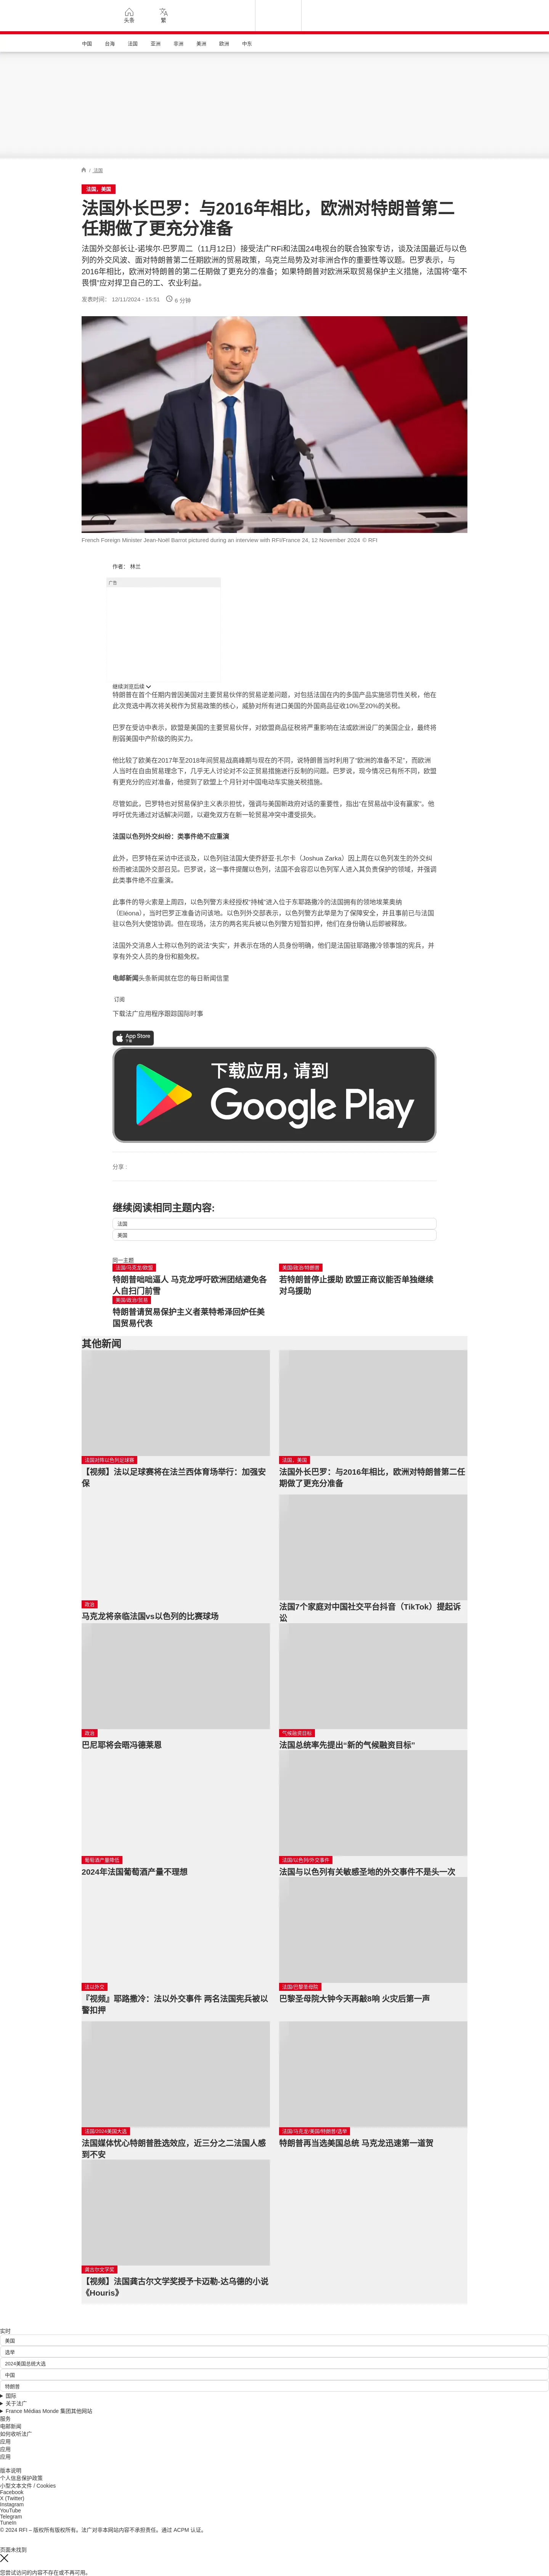 头条
繁
中国 台海 法国 亚洲 非洲 美洲 欧洲 中东
/ 法国
法国，美国
法国外长巴罗：与2016年相比，欧洲对特朗普第二
任期做了更充分准备
法国外交部长让-诺埃尔·巴罗周二（11月12日）接受法广RFI和法国24电视台的联合独家专访，谈及法国最近与以色
列的外交风波、面对特朗普第二任期欧洲的贸易政策，乌克兰局势及对非洲合作的重要性等议题。巴罗表示，与
2016年相比，欧洲对特朗普的第二任期做了更充分的准备；如果特朗普对欧洲采取贸易保护主义措施，法国将“毫不
畏惧”应对捍卫自己的工、农业利益。
发表时间： 12/11/2024 - 15:51 6 分钟
French Foreign Minister Jean-Noël Barrot pictured during an interview with RFI/France 24, 12 November 2024 © RFI
作者： 林兰
广告
继续浏览后续
特朗普在首个任期内曾因美国对主要贸易伙伴的贸易逆差问题，对包括法国在内的多国产品实施惩罚性关税，他在
此次竞选中再次将关税作为贸易政策的核心，威胁对所有进口美国的外国商品征收10%至20%的关税。
巴罗在受访中表示，欧盟是美国的主要贸易伙伴，对欧盟商品征税将严重影响在法或欧洲设厂的美国企业，最终将
削弱美国中产阶级的购买力。
他比较了欧美在2017年至2018年间贸易战高峰期与现在的不同，说特朗普当时利用了“欧洲的准备不足”，而欧洲
人当时在自由贸易理念下，几乎无人讨论对不公正贸易措施进行反制的问题。巴罗说，现今情况已有所不同，欧盟
有更充分的应对准备，他提到了欧盟上个月针对中国电动车实施关税措施。
尽管如此，巴罗特也对贸易保护主义表示担忧，强调与美国新政府对话的重要性，指出“在贸易战中没有赢家”。他
呼吁优先通过对话解决问题，以避免双方在新一轮贸易冲突中遭受损失。
法国以色列外交纠纷：类事件绝不应重演
此外，巴罗特在采访中还谈及，以色列驻法国大使乔舒亚·扎尔卡（Joshua Zarka）因上周在以色列发生的外交纠
纷而被法国外交部召见。巴罗说，这一事件提醒以色列，法国不会容忍以色列军人进入其负责保护的领域，并强调
此类事件绝不应重演。
此事件的导火索是上周四，以色列警方未经授权“持械”进入位于东耶路撒冷的法国拥有的领地埃莱奥纳
（Eléona），当时巴罗正准备访问该地。以色列外交部表示，以色列警方此举是为了保障安全，并且事前已与法国
驻以色列大使馆协调。但在现场，法方的两名宪兵被以色列警方短暂扣押，他们在身份确认后即被释放。
法国外交消息人士称以色列的说法“失实”，并表示在场的人员身份明确，他们是法国驻耶路撒冷领事馆的宪兵，并
享有外交人员的身份和豁免权。
电邮新闻头条新闻就在您的每日新闻信里
订阅
下载法广应用程序跟踪国际时事
App Store
下载
下载应用，请到
Google Play
分享 :
继续阅读相同主题内容:
法国
美国
同一主题
法国/马克龙/欧盟
特朗普咄咄逼人 马克龙呼吁欧洲团结避免各
人自扫门前雪
美国/政治/特朗普
若特朗普停止援助 欧盟正商议能否单独继续
对乌援助
美国/政治/贸易
特朗普请贸易保护主义者莱特希泽回炉任美
国贸易代表
其他新闻
法国对阵以色列足球赛
【视频】法以足球赛将在法兰西体育场举行：加强安
保
法国，美国
法国外长巴罗：与2016年相比，欧洲对特朗普第二任
期做了更充分准备
政治
马克龙将亲临法国vs以色列的比赛球场
法国7个家庭对中国社交平台抖音（TikTok）提起诉
讼
政治
巴尼耶将会晤冯德莱恩
气候融资目标
法国总统率先提出“新的气候融资目标”
葡萄酒产量降低
2024年法国葡萄酒产量不理想
法国/以色列/外交事件
法国与以色列有关敏感圣地的外交事件不是头一次
法以外交
『视频』耶路撒冷：法以外交事件 两名法国宪兵被以
警扣押
法国/巴黎圣母院
巴黎圣母院大钟今天再敲8响 火灾后第一声
法国/2024美国大选
法国媒体忧心特朗普胜选效应，近三分之二法国人感
到不安
法国/马克龙/美国/特朗普/选举
特朗普再当选美国总统 马克龙迅速第一道贺
龚古尔文学奖
【视频】法国龚古尔文学奖授予卡迈勒-达乌德的小说
《Houris》
实时
美国
选举
2024美国总统大选
中国
特朗普
国际
关于法广
France Médias Monde 集团其他网站
服务
电邮新闻
如何收听法广
应用
应用
应用
版本说明
个人信息保护政策
小型文本文件 / Cookies
Facebook
X (Twitter)
Instagram
YouTube
Telegram
TuneIn
© 2024 RFI – 版权所有版权所有。法广对非本网站内容不承担责任。通过 ACPM 认证。
页面未找到
您尝试访问的内容不存在或不再可用。